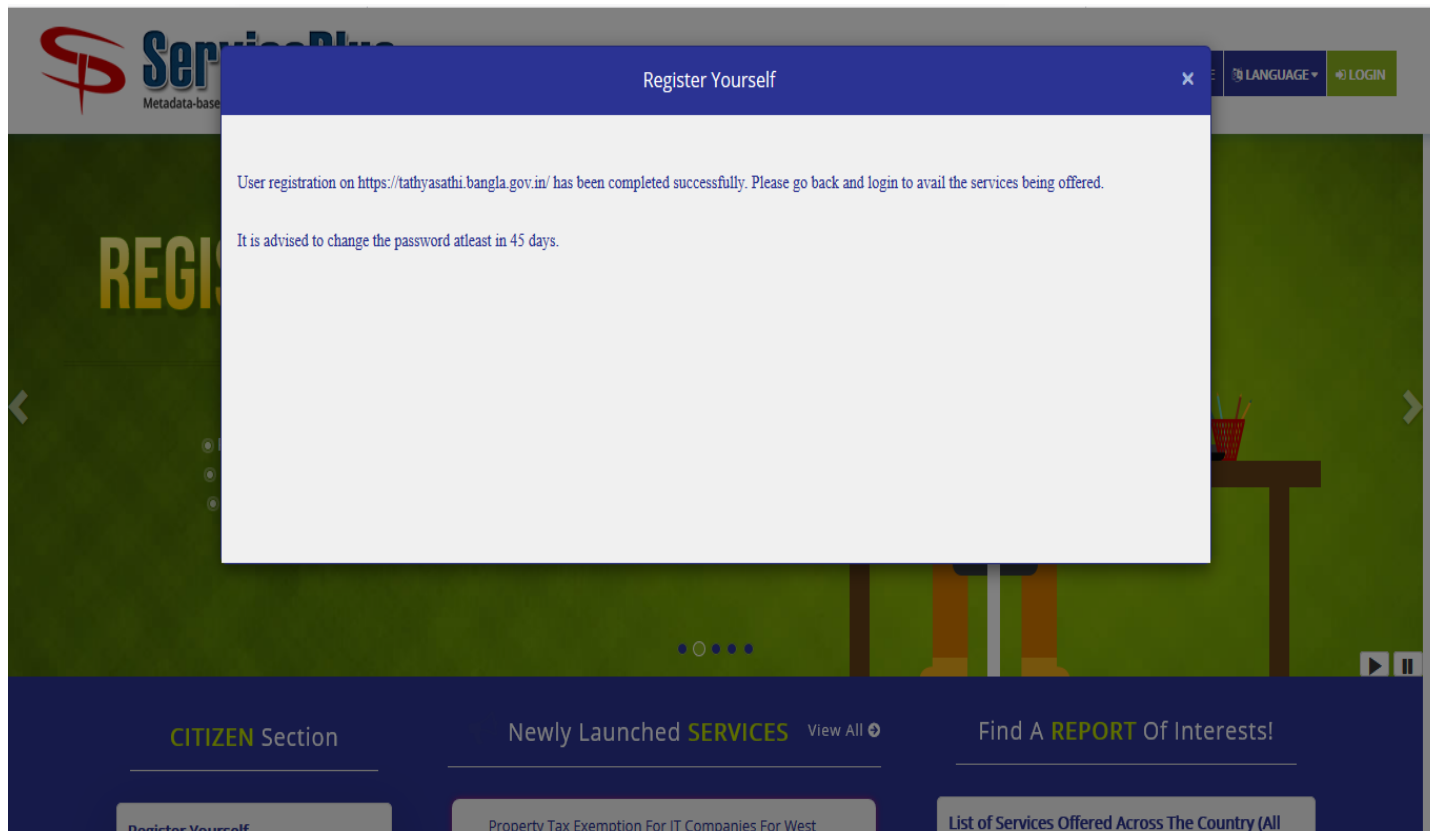 Metadata-base
LANGUAGE
LOGIN
Register Yourself
×
User registration on https://tathyasathi.bangla.gov.in/ has been completed successfully. Please go back and login to avail the services being offered.
It is advised to change the password atleast in 45 days.
REGIS
CITIZEN Section
Newly Launched SERVICES View All
Find A REPORT Of Interests!
Register Yourself
Property Tax Exemption For IT Companies For West
List of Services Offered Across The Country (All